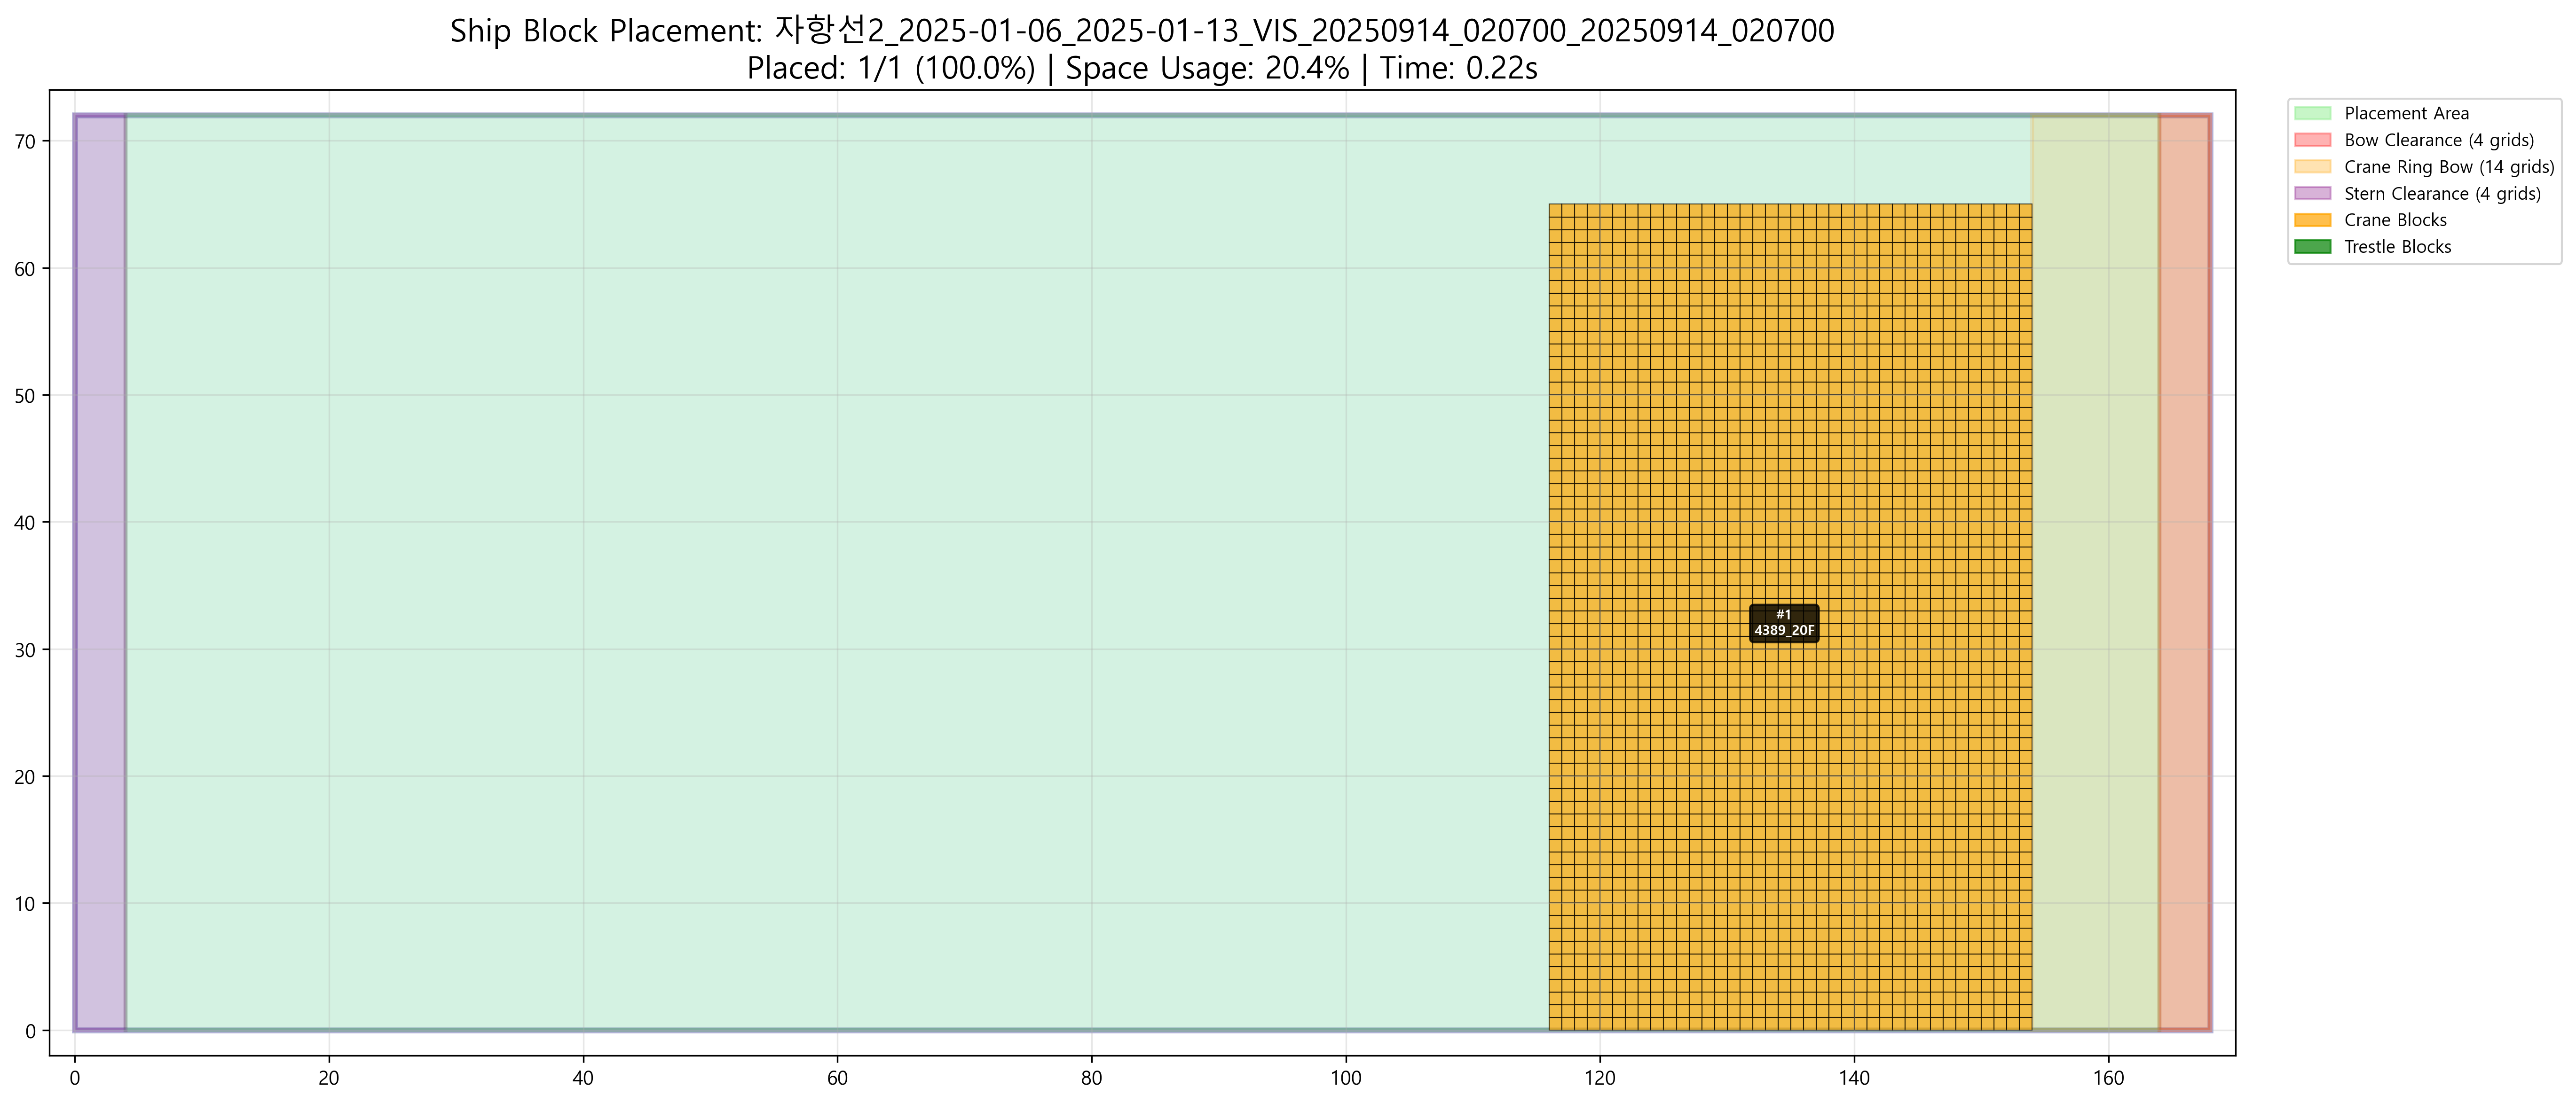 Ship Block Placement: 자항선2_2025-01-06_2025-01-13_VIS_20250914_020700_20250914_020700
Placed: 1/1 (100.0%) | Space Usage: 20.4% | Time: 0.22s
Placement Area
Bow Clearance (4 grids)
Crane Ring Bow (14 grids)
Stern Clearance (4 grids)
Crane Blocks
Trestle Blocks
70
60
50
40
30
20
10
0
#1
4389_20F
0 20 40 60 80 100 120 140 160